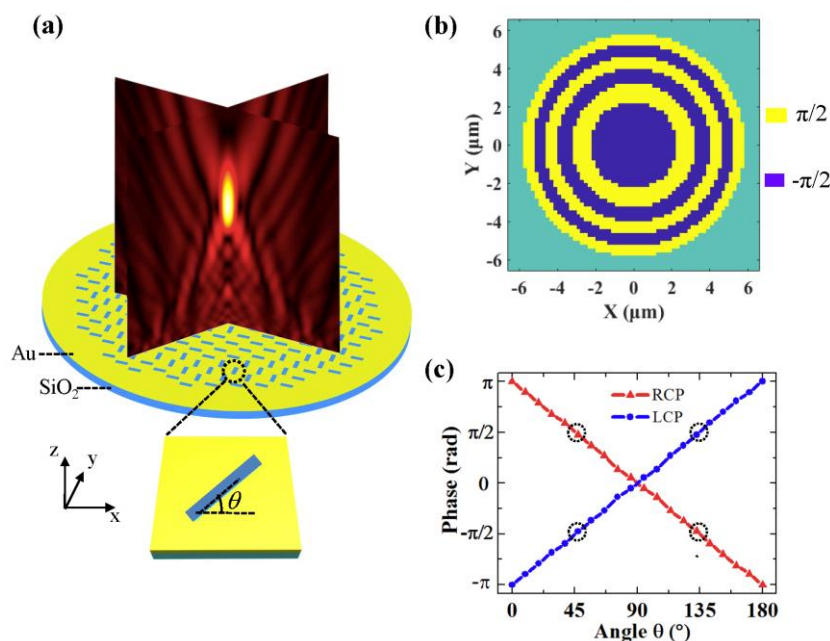 (a)
Au
SiO₂
z
y
x
θ
(b)
6
4
2
0
-2
-4
-6
Y (μm)
-6 -4 -2 0 2 4 6
X (μm)
π/2
-π/2
(c)
π
π/2
0
-π/2
-π
Phase (rad)
RCP
LCP
0 45 90 135 180
Angle θ (°)